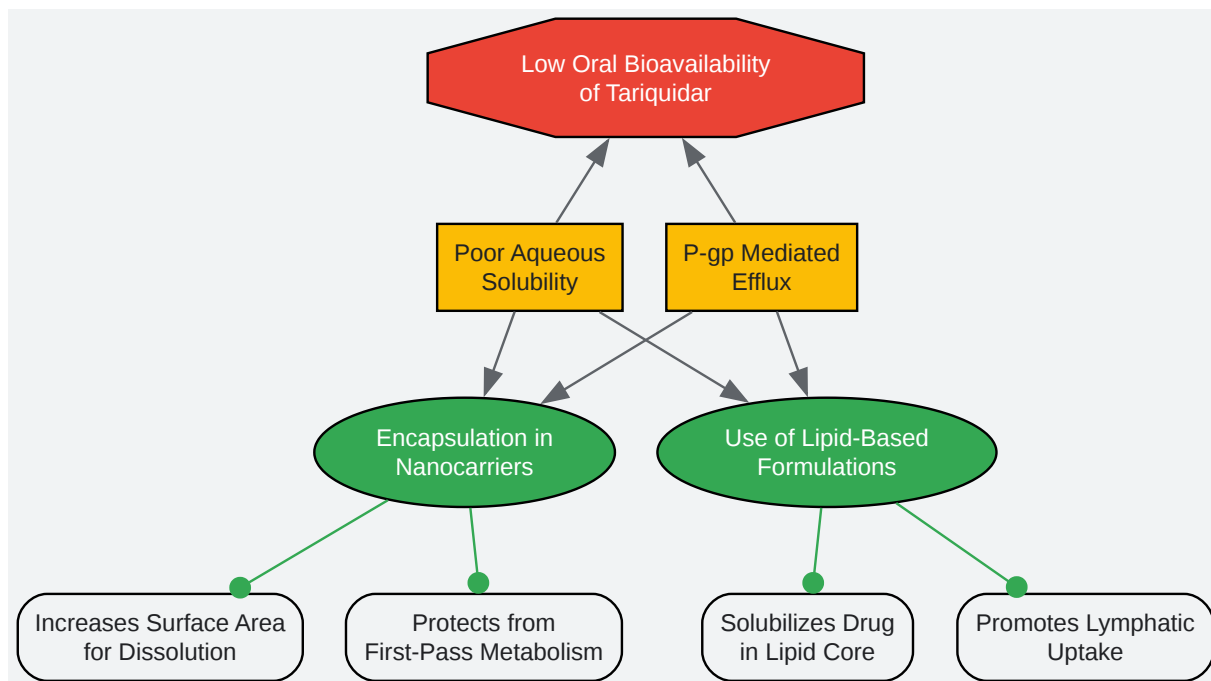 Low Oral Bioavailability
of Tariquidar
Poor Aqueous
Solubility
P-gp Mediated
Efflux
Encapsulation in
Nanocarriers
Use of Lipid-Based
Formulations
Increases Surface Area
for Dissolution
Protects from
First-Pass Metabolism
Solubilizes Drug
in Lipid Core
Promotes Lymphatic
Uptake